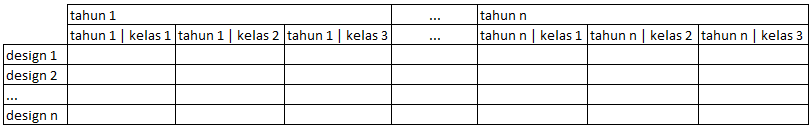 tahun 1 ... tahun n
tahun 1 | kelas 1 tahun 1 | kelas 2 tahun 1 | kelas 3 ... tahun n | kelas 1 tahun n | kelas 2 tahun n | kelas 3
design 1
design 2
...
design n